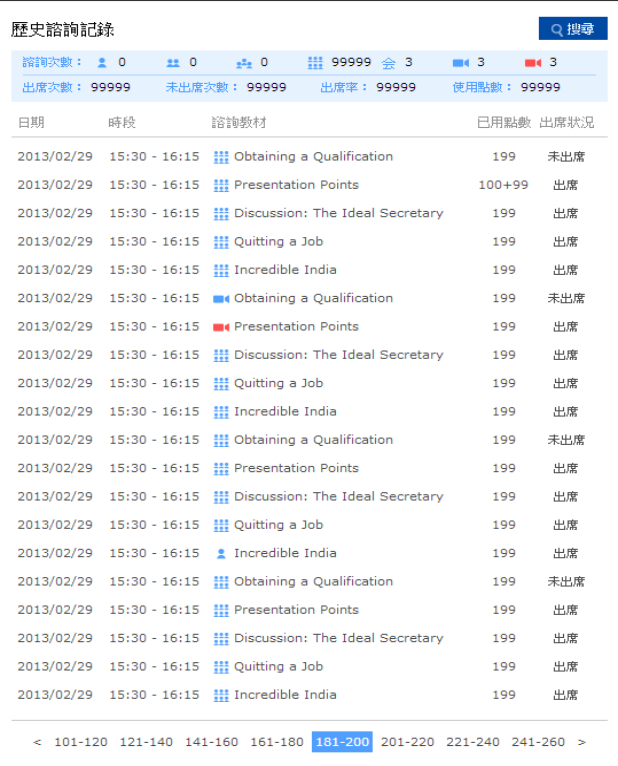 歷史諮詢記錄 搜尋
諮詢次數： 0 0 0 99999 会 3 3 3
出席次數： 99999 未出席次數： 99999 出席率： 99999 使用點數： 99999
日期 時段 諮詢教材 已用點數 出席狀況
2013/02/29 15:30 - 16:15 Obtaining a Qualification 199 未出席
2013/02/29 15:30 - 16:15 Presentation Points 100+99 出席
2013/02/29 15:30 - 16:15 Discussion: The Ideal Secretary 199 出席
2013/02/29 15:30 - 16:15 Quitting a Job 199 出席
2013/02/29 15:30 - 16:15 Incredible India 199 出席
2013/02/29 15:30 - 16:15 Obtaining a Qualification 199 未出席
2013/02/29 15:30 - 16:15 Presentation Points 199 出席
2013/02/29 15:30 - 16:15 Discussion: The Ideal Secretary 199 出席
2013/02/29 15:30 - 16:15 Quitting a Job 199 出席
2013/02/29 15:30 - 16:15 Incredible India 199 出席
2013/02/29 15:30 - 16:15 Obtaining a Qualification 199 未出席
2013/02/29 15:30 - 16:15 Presentation Points 199 出席
2013/02/29 15:30 - 16:15 Discussion: The Ideal Secretary 199 出席
2013/02/29 15:30 - 16:15 Quitting a Job 199 出席
2013/02/29 15:30 - 16:15 Incredible India 199 出席
2013/02/29 15:30 - 16:15 Obtaining a Qualification 199 未出席
2013/02/29 15:30 - 16:15 Presentation Points 199 出席
2013/02/29 15:30 - 16:15 Discussion: The Ideal Secretary 199 出席
2013/02/29 15:30 - 16:15 Quitting a Job 199 出席
2013/02/29 15:30 - 16:15 Incredible India 199 出席
< 101-120 121-140 141-160 161-180 181-200 201-220 221-240 241-260 >